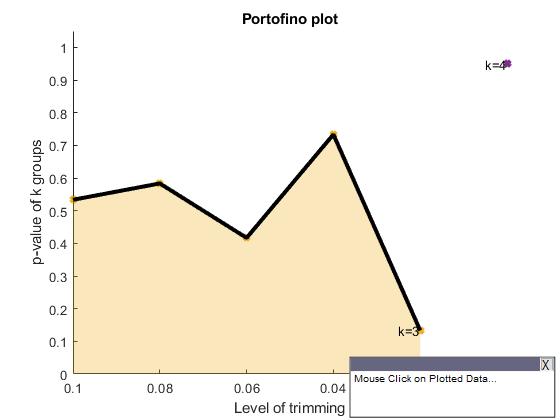 Portofino plot
1
0.9
0.8
0.7
0.6
0.5
0.4
0.3
0.2
0.1
0
p-value of k groups
k=4
k=3
0.1
0.08
0.06
0.04
Level of trimming
X
Mouse Click on Plotted Data...